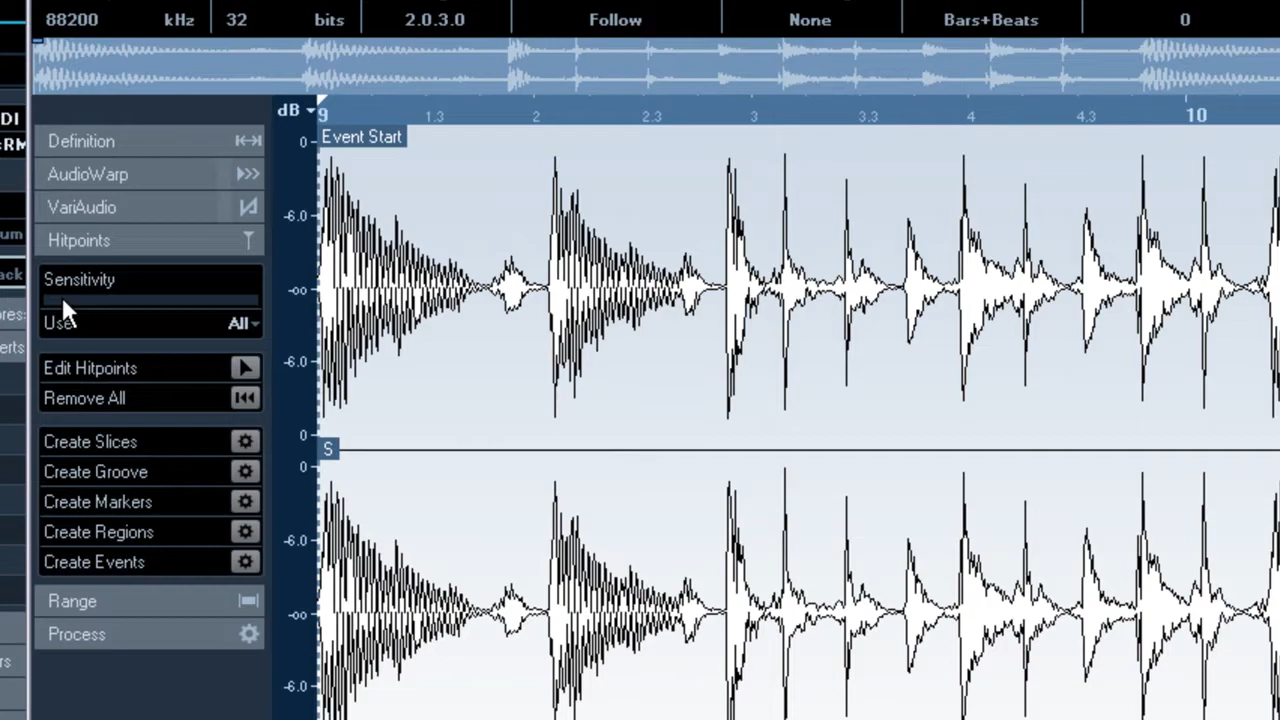 88200 kHz 32 bits 2.0.3.0 Follow None Bars+Beats 0
dB 9 1.3 2 2.3 3 3.3 4 4.3 10
DI
Definition
Event Start
0
AudioWarp
VariAudio
-6.0
Hitpoints
Sensitivity
-oo
Use All
Edit Hitpoints
-6.0
Remove All
Create Slices
0
S
Create Groove
0
Create Markers
Create Regions
-6.0
Create Events
Range
-oo
Process
-6.0